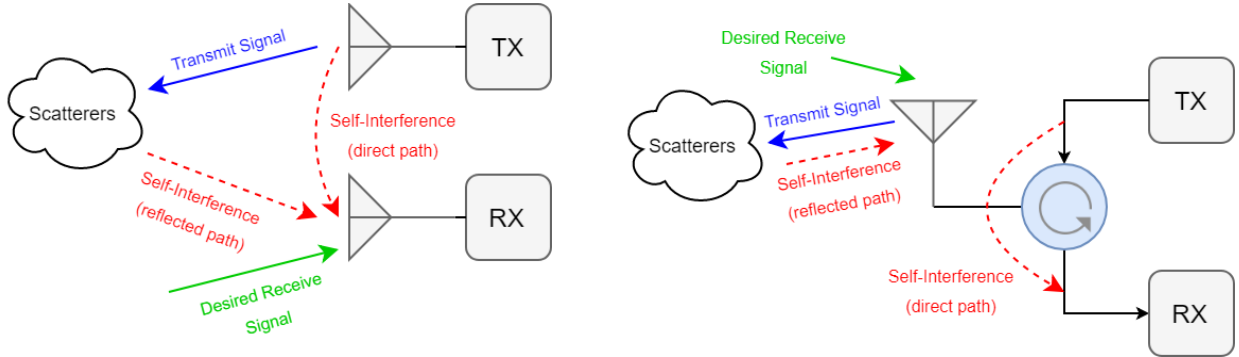 Transmit Signal
TX
Scatterers
Self-Interference
(direct path)
Self-Interference
(reflected path)
RX
Desired Receive
Signal
Desired Receive
Signal
TX
Transmit Signal
Scatterers
Self-Interference
(reflected path)
Self-Interference
(direct path)
RX